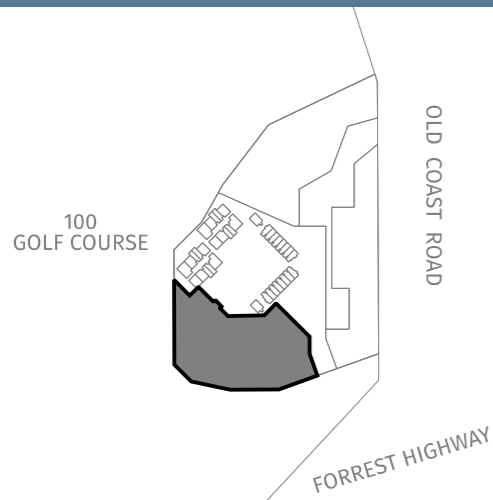 OLD COAST ROAD
100
GOLF COURSE
FORREST HIGHWAY